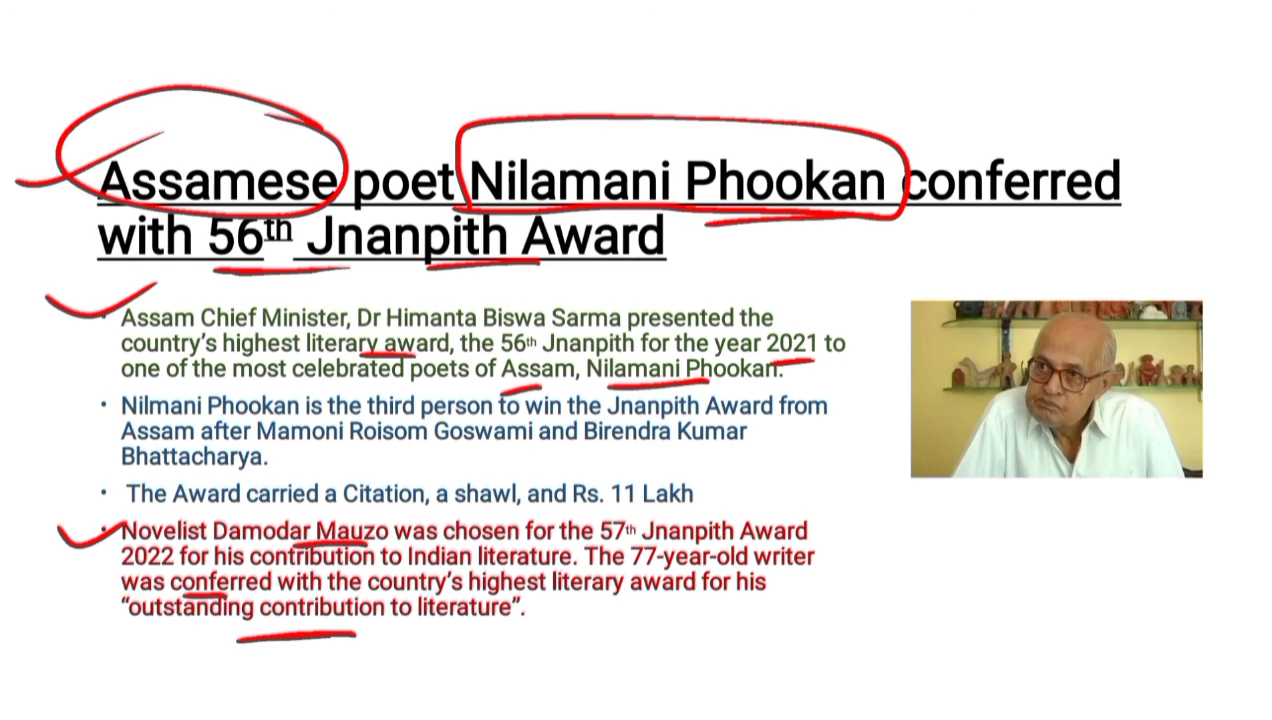 Assamese poet Nilamani Phookan conferred
with 56th Jnanpith Award
• Assam Chief Minister, Dr Himanta Biswa Sarma presented the
country's highest literary award, the 56th Jnanpith for the year 2021 to
one of the most celebrated poets of Assam, Nilamani Phookan.
• Nilmani Phookan is the third person to win the Jnanpith Award from
Assam after Mamoni Roisom Goswami and Birendra Kumar
Bhattacharya.
• The Award carried a Citation, a shawl, and Rs. 11 Lakh
• Novelist Damodar Mauzo was chosen for the 57th Jnanpith Award
2022 for his contribution to Indian literature. The 77-year-old writer
was conferred with the country's highest literary award for his
“outstanding contribution to literature”.